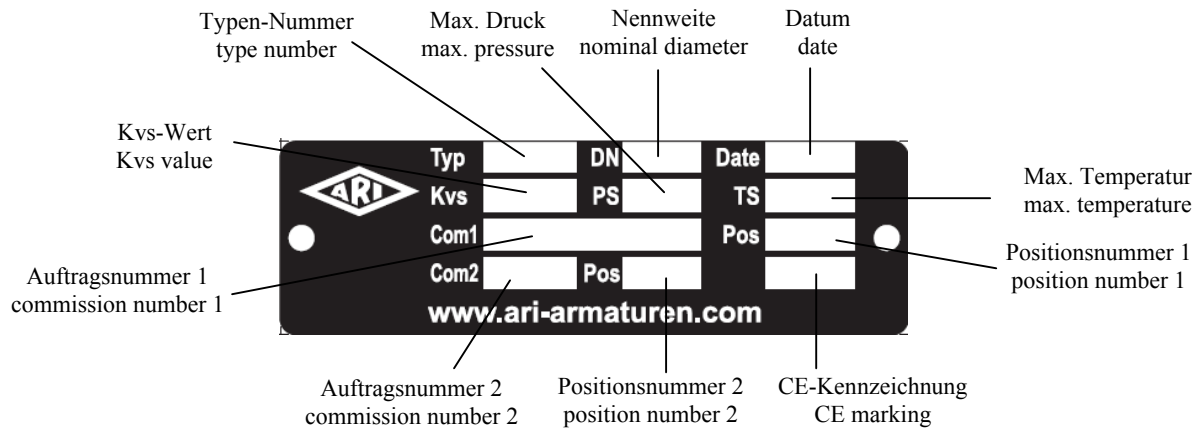 Typen-Nummer
type number
Max. Druck
max. pressure
Nennweite
nominal diameter
Datum
date
Kvs-Wert
Kvs value
Typ DN Date
ARI
Kvs PS TS
Max. Temperatur
max. temperature
Com1 Pos
Positionsnummer 1
position number 1
Auftragsnummer 1
commission number 1
Com2 Pos
www.ari-armaturen.com
Auftragsnummer 2
commission number 2
Positionsnummer 2
position number 2
CE-Kennzeichnung
CE marking